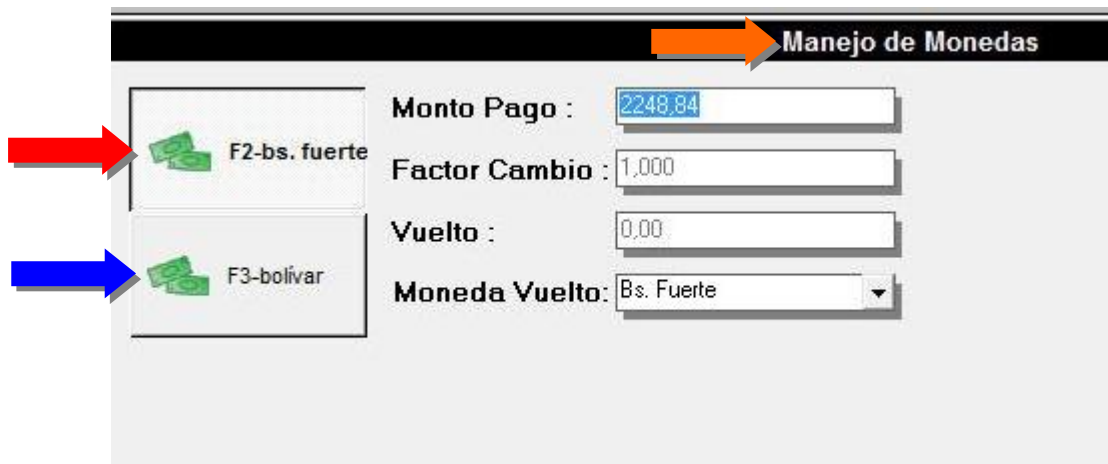 Manejo de Monedas
F2-bs. fuerte
F3-bolívar
Monto Pago : 2248,84
Factor Cambio : 1,000
Vuelto : 0,00
Moneda Vuelto: Bs. Fuerte